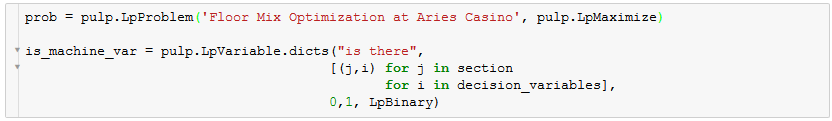 prob = pulp.LpProblem('Floor Mix Optimization at Aries Casino', pulp.LpMaximize)
is_machine_var = pulp.LpVariable.dicts("is there",
[(j,i) for j in section
for i in decision_variables],
0,1, LpBinary)